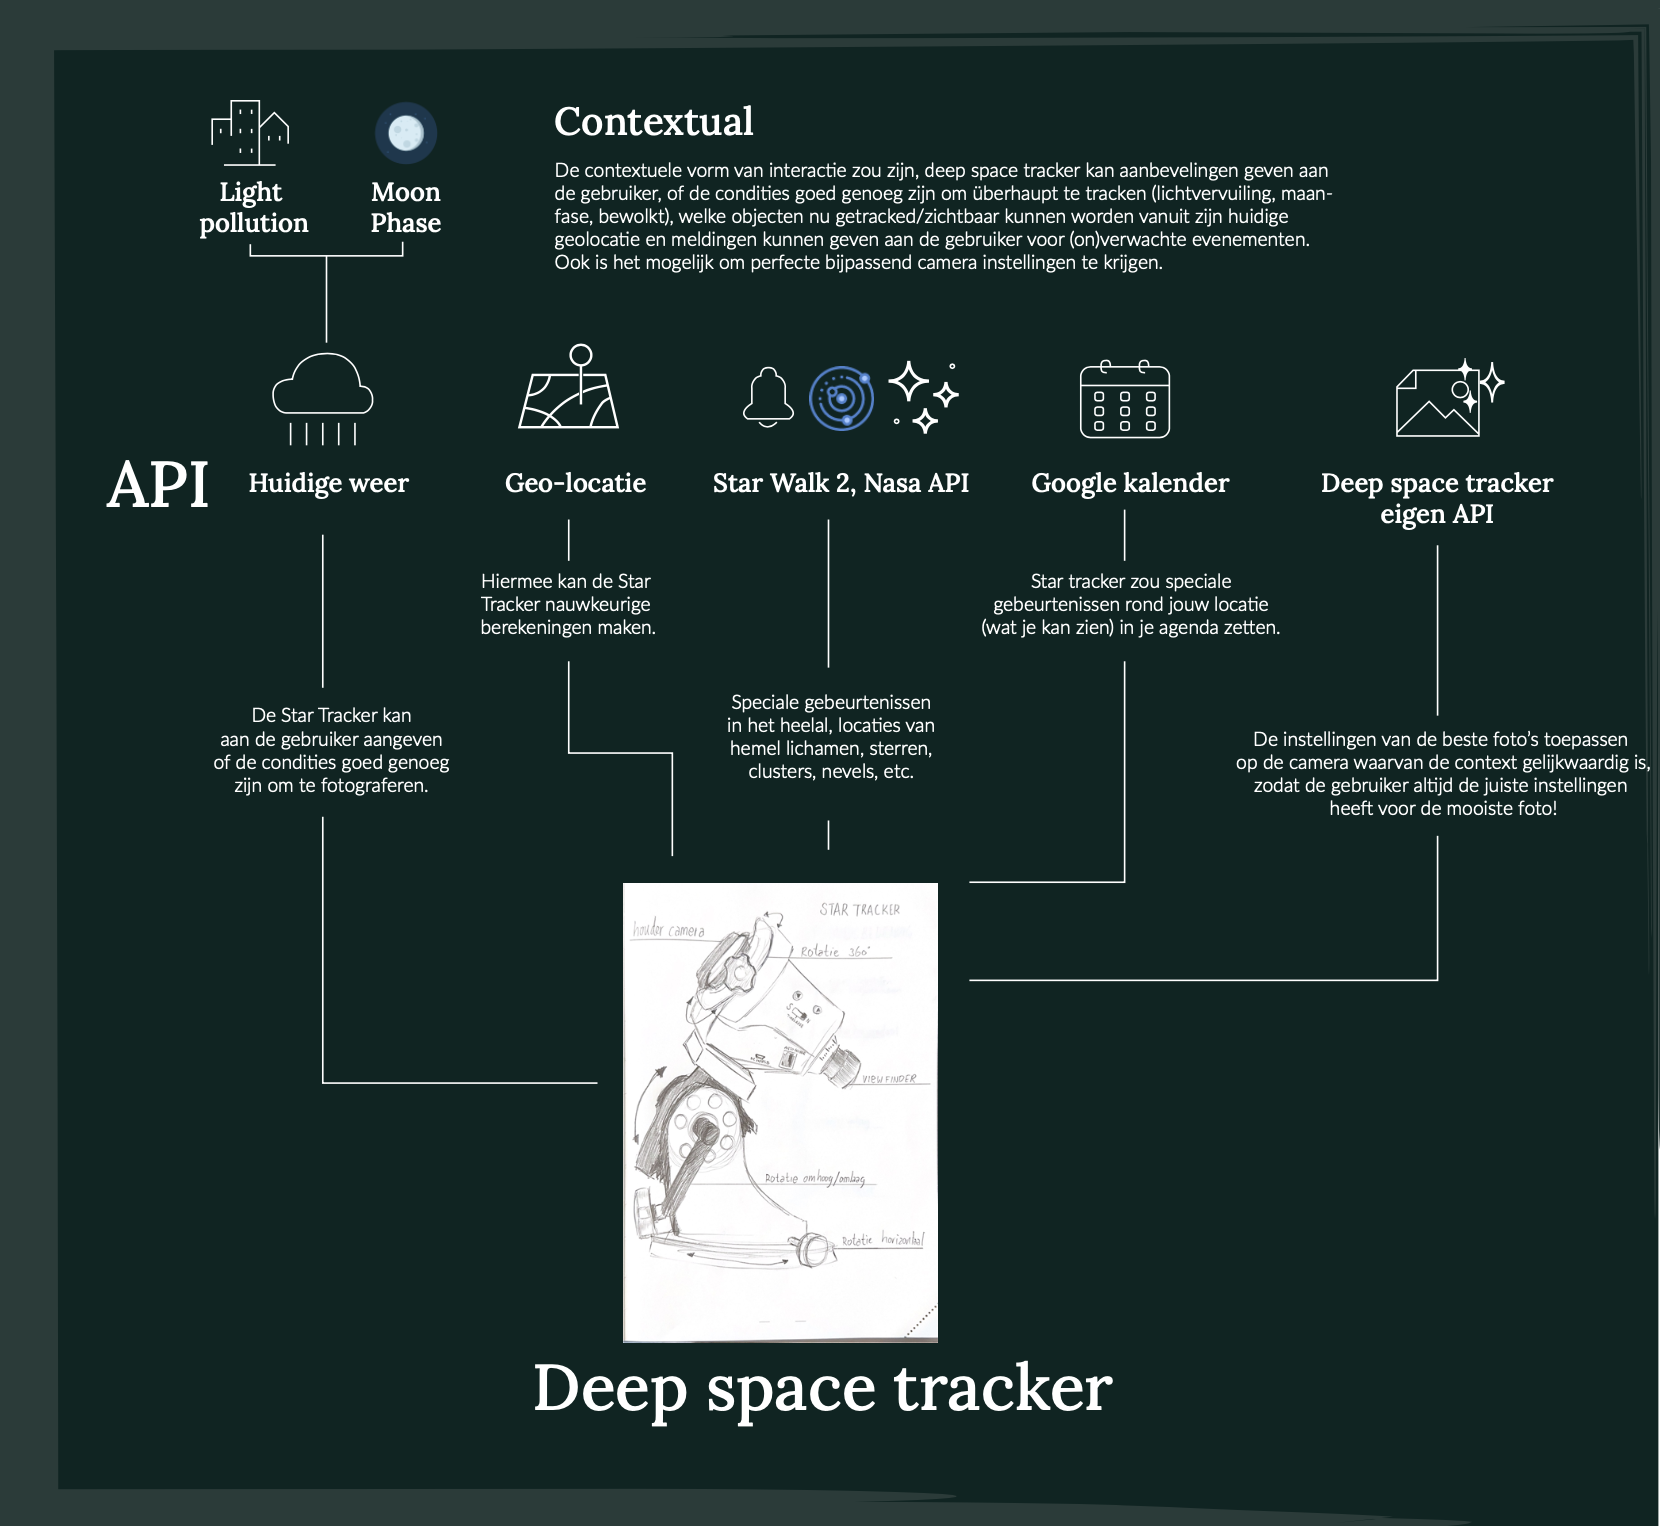 Light
pollution
Moon
Phase
Contextual
De contextuele vorm van interactie zou zijn, deep space tracker kan aanbevelingen geven aan
de gebruiker, of de condities goed genoeg zijn om überhaupt te tracken (lichtvervuiling, maan-
fase, bewolkt), welke objecten nu getracked/zichtbaar kunnen worden vanuit zijn huidige
geolocatie en meldingen kunnen geven aan de gebruiker voor (on)verwachte evenementen.
Ook is het mogelijk om perfecte bijpassend camera instellingen te krijgen.
API
Huidige weer
Geo-locatie
Star Walk 2, Nasa API
Google kalender
Deep space tracker
eigen API
Hiermee kan de Star
Tracker nauwkeurige
berekeningen maken.
Star tracker zou speciale
gebeurtenissen rond jouw locatie
(wat je kan zien) in je agenda zetten.
De Star Tracker kan
aan de gebruiker aangeven
of de condities goed genoeg
zijn om te fotograferen.
Speciale gebeurtenissen
in het heelal, locaties van
hemel lichamen, sterren,
clusters, nevels, etc.
De instellingen van de beste foto's toepassen
op de camera waarvan de context gelijkwaardig is,
zodat de gebruiker altijd de juiste instellingen
heeft voor de mooiste foto!
STAR TRACKER
houder camera
Rotatie 360°
VIEWFINDER
Rotatie omhoog/omlaag
Rotatie horizontaal
Deep space tracker